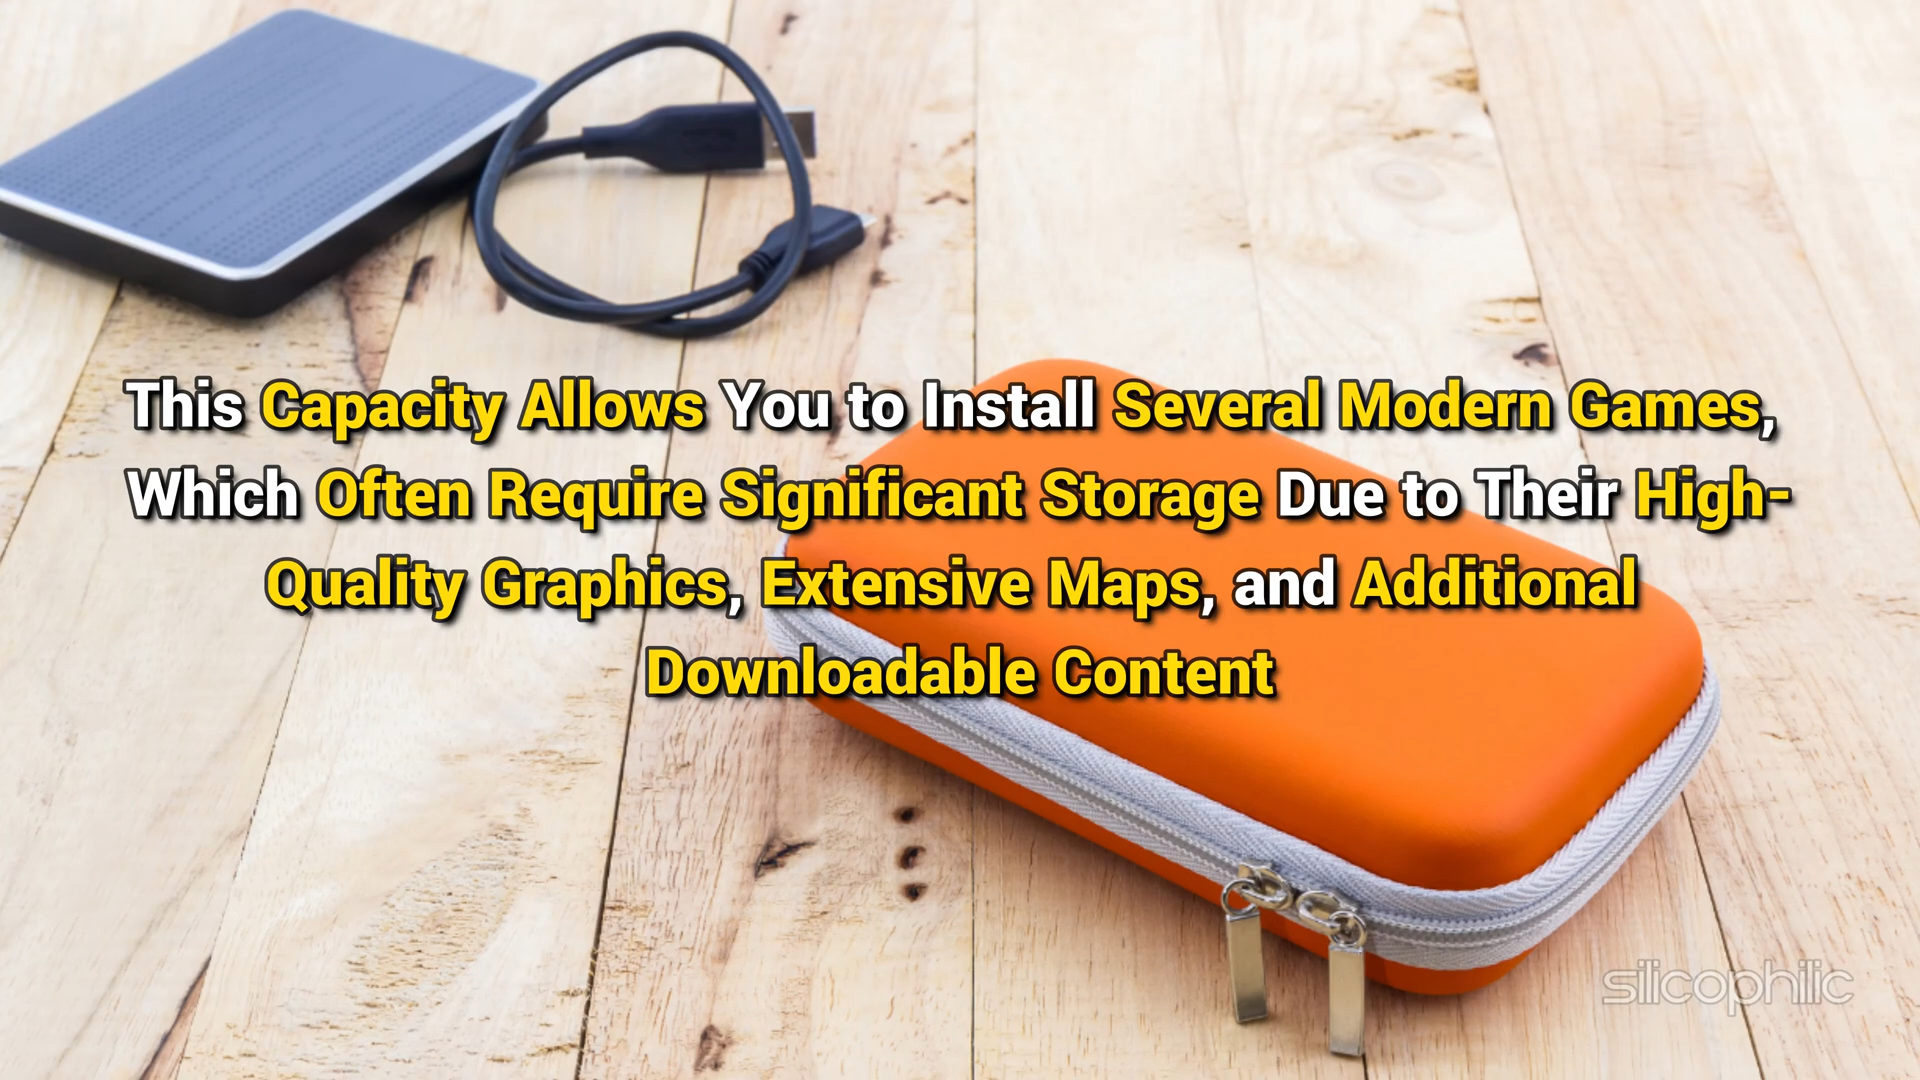 This Capacity Allows You to Install Several Modern Games,
Which Often Require Significant Storage Due to Their High-
Quality Graphics, Extensive Maps, and Additional
Downloadable Content
silicophilic